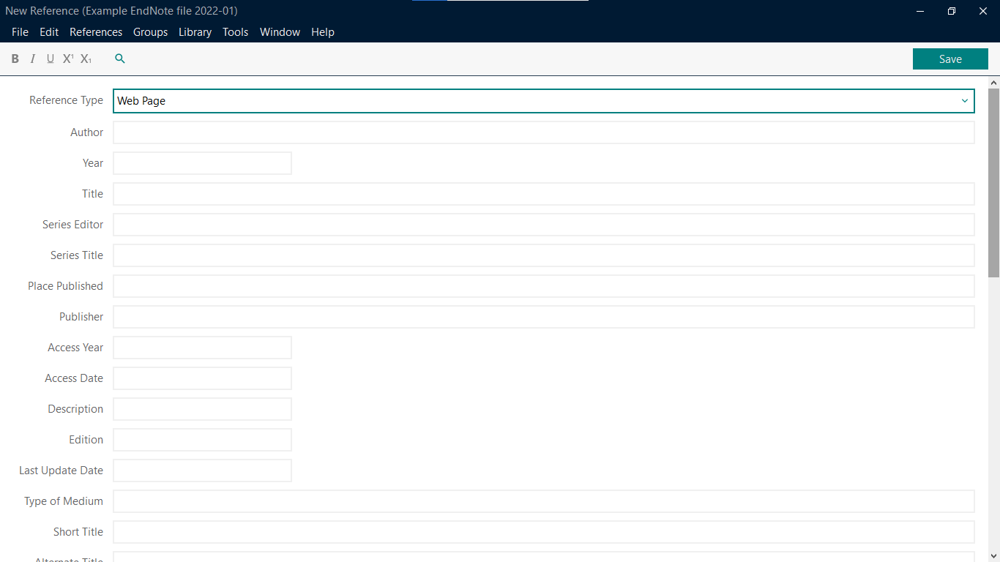 New Reference (Example EndNote file 2022-01)
File Edit References Groups Library Tools Window Help
B I U X¹ X₁ Save
Reference Type Web Page
Author
Year
Title
Series Editor
Series Title
Place Published
Publisher
Access Year
Access Date
Description
Edition
Last Update Date
Type of Medium
Short Title
Alternate Title